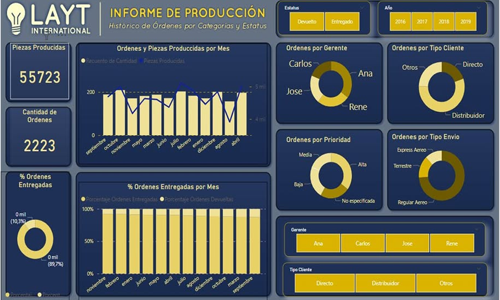 LAYT
INTERNATIONAL
INFORME DE PRODUCCIÓN
Histórico de Ordenes por Categorías y Estatus
Estatus
Devuelto
Entregado
Año
2016
2017
2018
2019
Piezas Producidas
55723
Cantidad de
Ordenes
2223
Ordenes y Piezas Producidas por Mes
Recuento de Cantidad
Piezas Producidas
200
100
0
septiembre
octubre
noviembre
mayo
marzo
junio
julio
febrero
enero
diciembre
agosto
abril
Ordenes por Gerente
Carlos
Jose
Ana
Rene
Ordenes por Tipo Cliente
Otros
Directo
Distribuidor
Ordenes por Prioridad
Media
Baja
Alta
No especificada
Ordenes por Tipo Envio
Express Aereo
Terrestre
Regular Aereo
% Ordenes
Entregadas
0 mil
(10,3%)
0 mil
(89,7%)
% Ordenes Entregadas por Mes
Porcentaje Ordenes Entregadas
Porcentaje Ordenes Devueltas
100%
50%
0%
noviembre
febrero
enero
junio
mayo
abril
julio
marzo
octubre
diciembre
agosto
septiembre
Gerente
Ana
Carlos
Jose
Rene
Tipo Cliente
Directo
Distribuidor
Otros